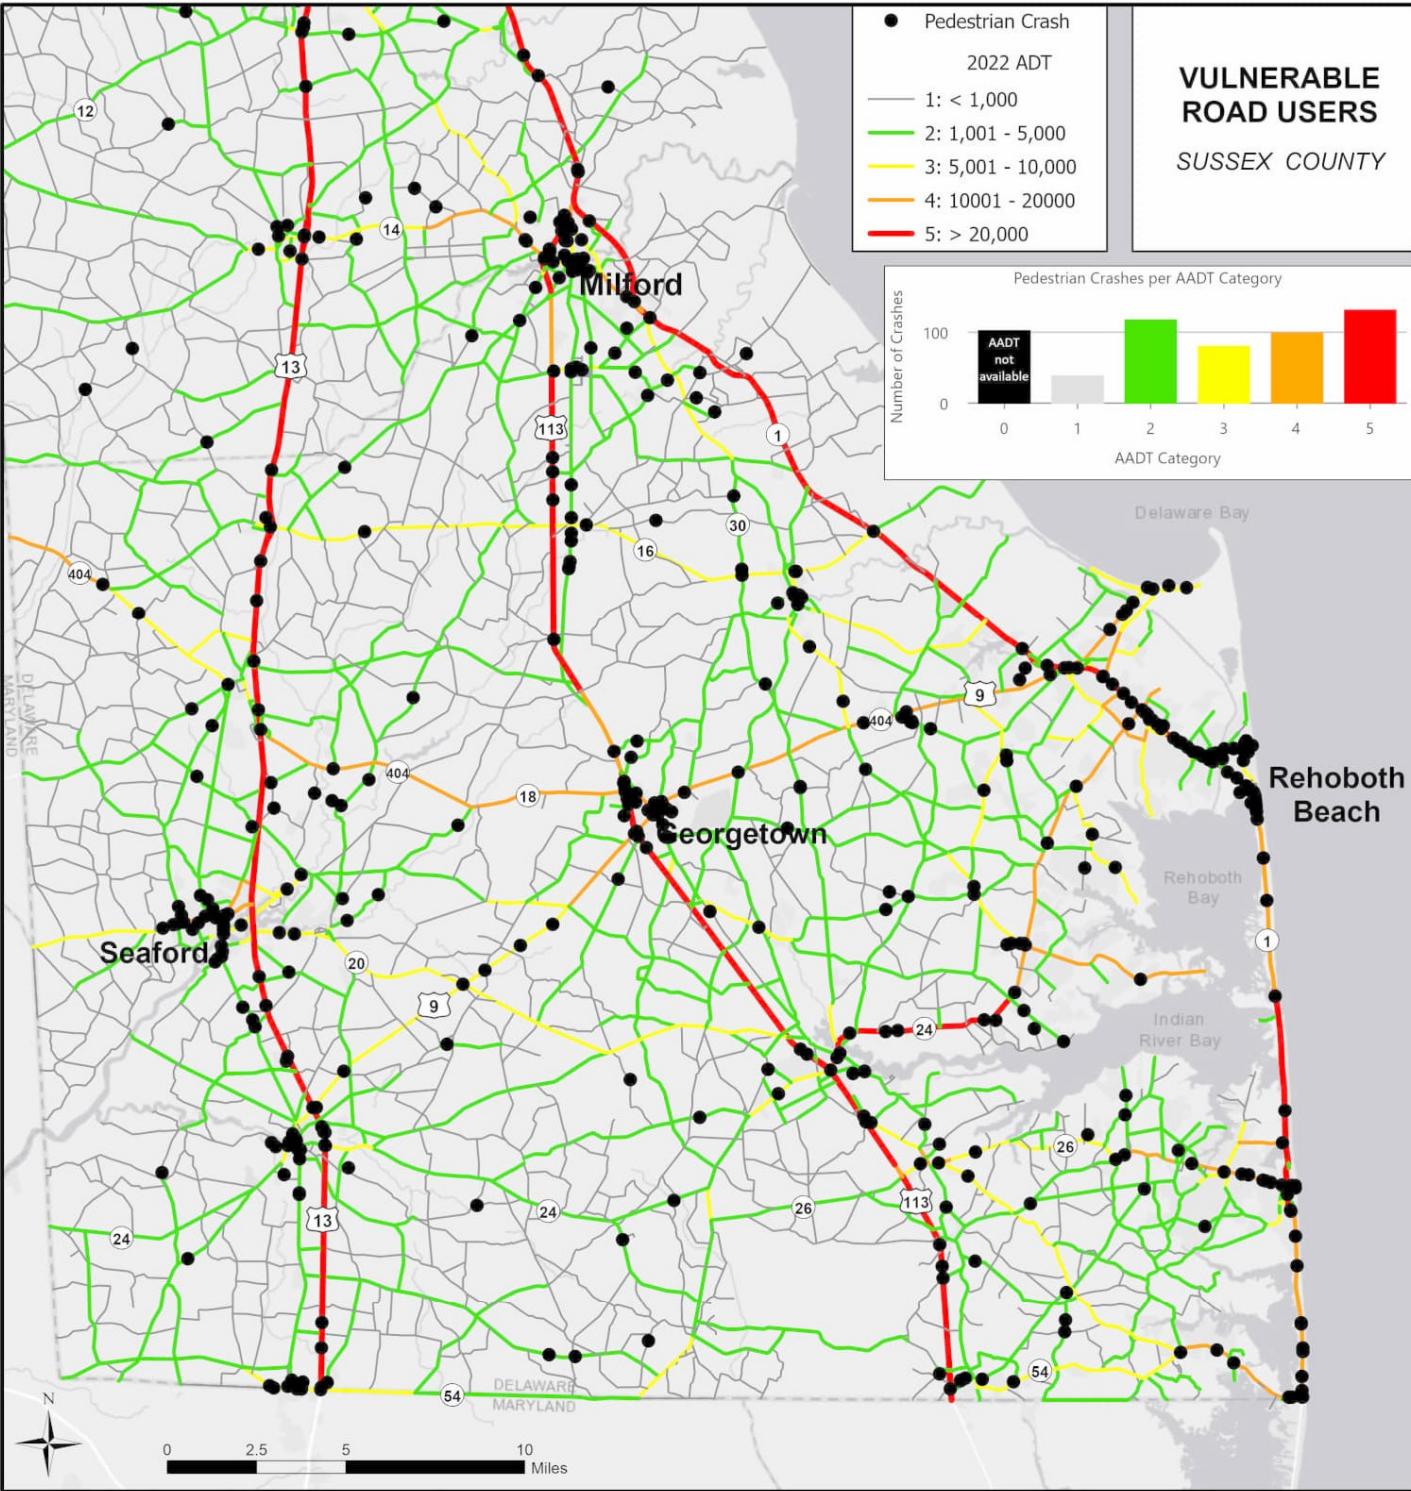 Pedestrian Crash
2022 ADT
1: < 1,000
2: 1,001 - 5,000
3: 5,001 - 10,000
4: 10001 - 20000
5: > 20,000
VULNERABLE
ROAD USERS
SUSSEX COUNTY
Pedestrian Crashes per AADT Category
Number of Crashes
100
0
AADT
not
available
0 1 2 3 4 5
AADT Category
12
14
Milford
13
113
1
Delaware Bay
30
16
404
DELAWARE
MARYLAND
9
404
404
18
Rehoboth
Beach
Georgetown
Rehoboth
Bay
Seaford
1
20
9
24
Indian
River Bay
26
113
24
26
13
24
54
DELAWARE
MARYLAND
54
N
0 2.5 5 10
Miles